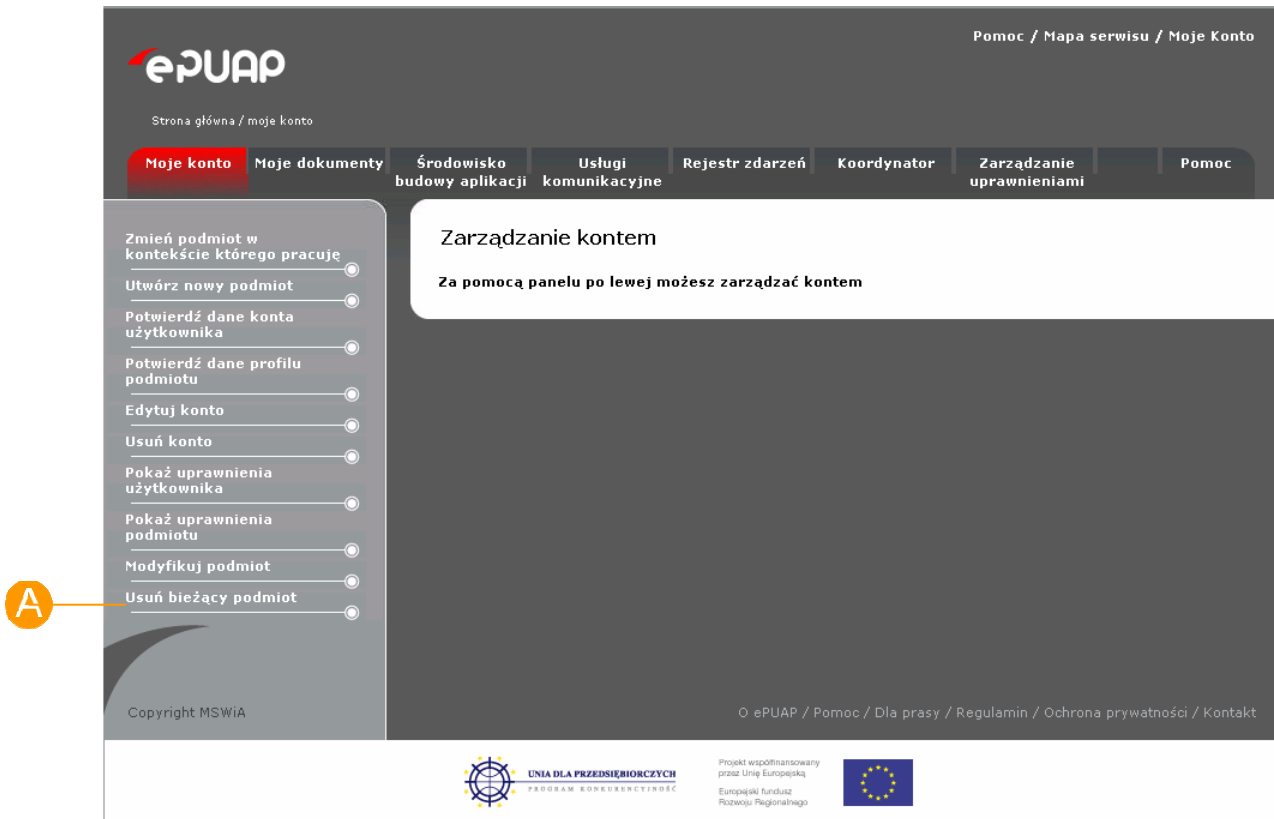 Pomoc / Mapa serwisu / Moje Konto
ePUAP
Strona główna / moje konto
Moje konto
Moje dokumenty
Środowisko
budowy aplikacji
Usługi
komunikacyjne
Rejestr zdarzeń
Koordynator
Zarządzanie
uprawnieniami
Pomoc
Zmień podmiot w
kontekście którego pracuję
Utwórz nowy podmiot
Potwierdź dane konta
użytkownika
Potwierdź dane profilu
podmiotu
Edytuj konto
Usuń konto
Pokaż uprawnienia
użytkownika
Pokaż uprawnienia
podmiotu
Modyfikuj podmiot
A
Usuń bieżący podmiot
Zarządzanie kontem
Za pomocą panelu po lewej możesz zarządzać kontem
Copyright MSWiA
O ePUAP / Pomoc / Dla prasy / Regulamin / Ochrona prywatności / Kontakt
UNIA DLA PRZEDSIĘBIORCZYCH
PROGRAM KONKURENCYJNOŚĆ
Projekt współfinansowany
przez Unię Europejską
Europejski fundusz
Rozwoju Regionalnego